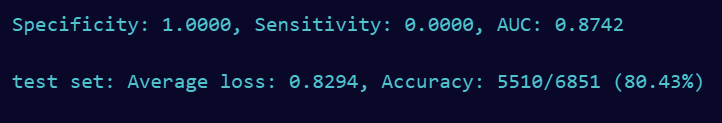 Specificity: 1.0000, Sensitivity: 0.0000, AUC: 0.8742
test set: Average loss: 0.8294, Accuracy: 5510/6851 (80.43%)